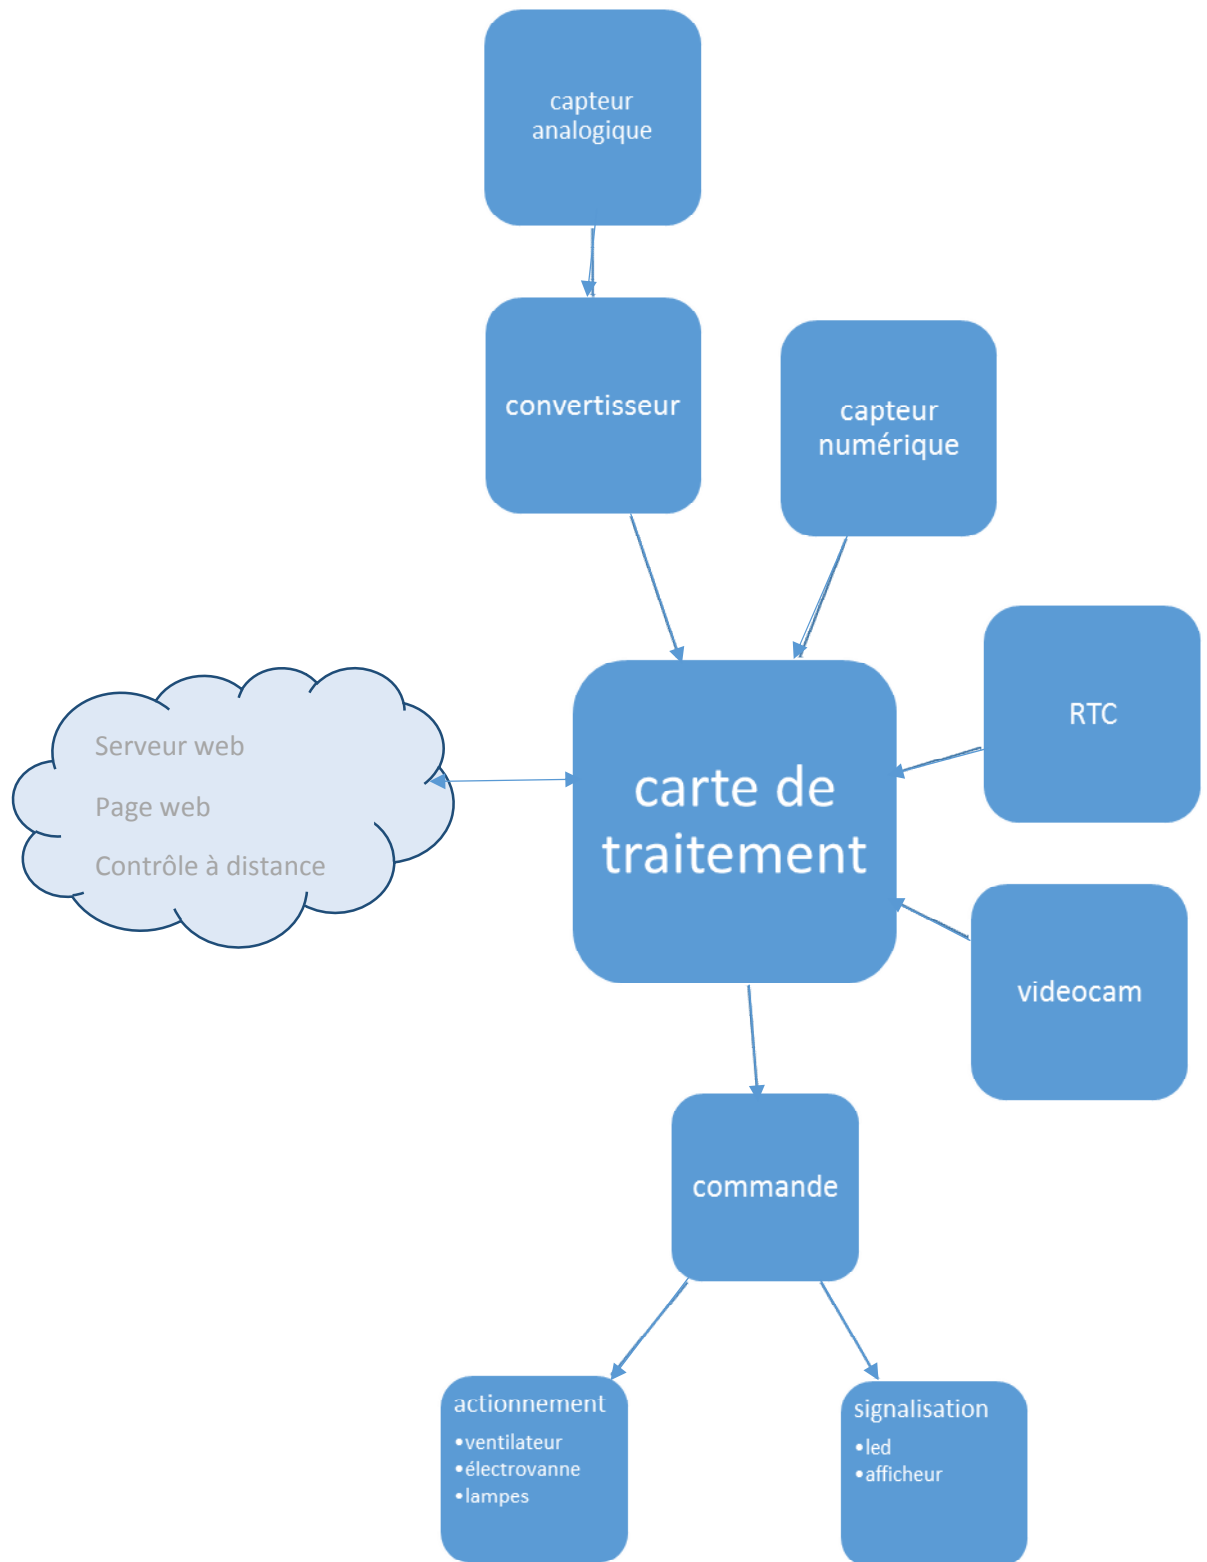 capteur
analogique
convertisseur
capteur
numérique
RTC
Serveur web
Page web
Contrôle à distance
carte de
traitement
videocam
commande
actionnement
•ventilateur
•électrovanne
•lampes
signalisation
•led
•afficheur